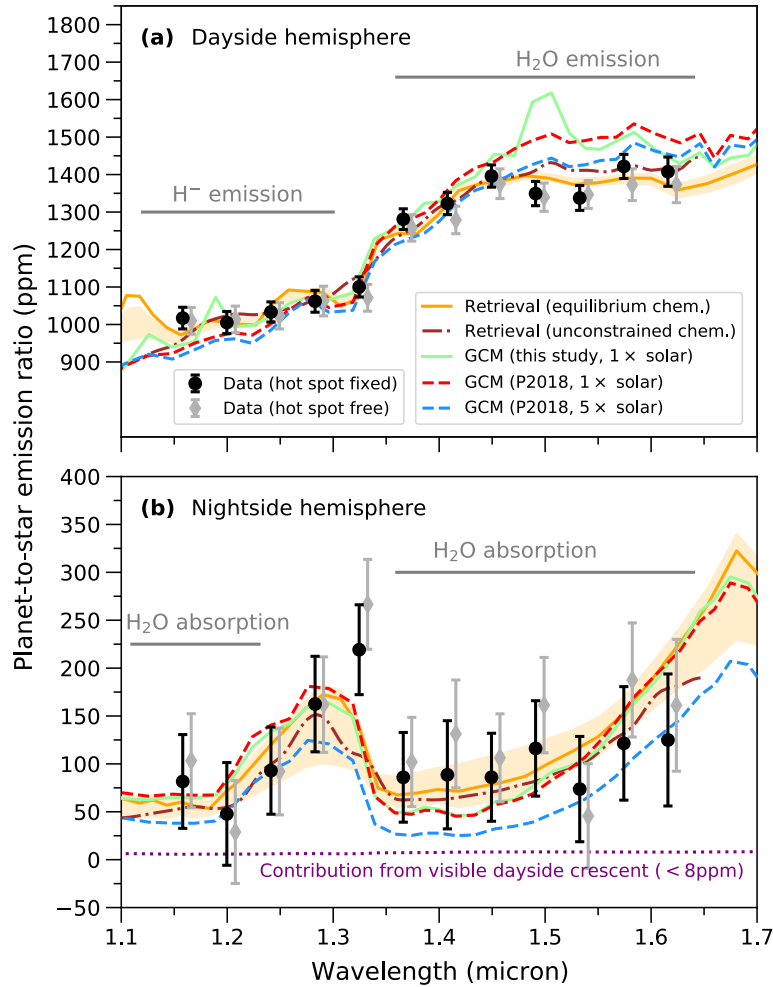 1800
1700
1600
1500
1400
1300
1200
1100
1000
900
(a) Dayside hemisphere
H₂O emission
H⁻ emission
Retrieval (equilibrium chem.)
Retrieval (unconstrained chem.)
GCM (this study, 1× solar)
GCM (P2018, 1× solar)
GCM (P2018, 5× solar)
Data (hot spot fixed)
Data (hot spot free)
Planet-to-star emission ratio (ppm)
400
350
300
250
200
150
100
50
0
−50
(b) Nightside hemisphere
H₂O absorption
H₂O absorption
Contribution from visible dayside crescent (<8ppm)
1.1 1.2 1.3 1.4 1.5 1.6 1.7
Wavelength (micron)